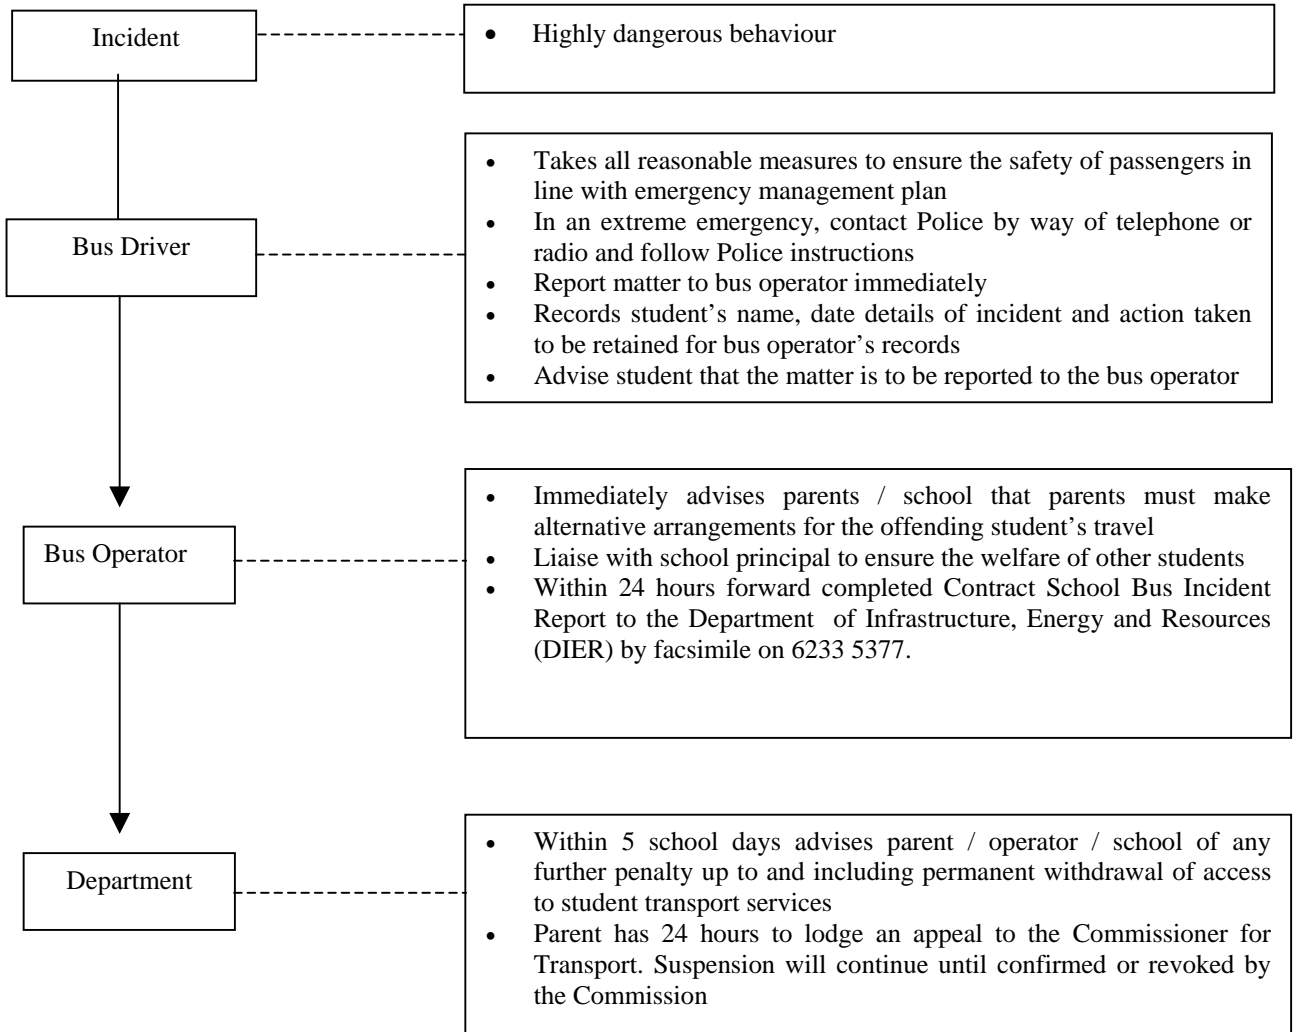 Incident
• Highly dangerous behaviour
• Takes all reasonable measures to ensure the safety of passengers in
line with emergency management plan
• In an extreme emergency, contact Police by way of telephone or
radio and follow Police instructions
• Report matter to bus operator immediately
• Records student’s name, date details of incident and action taken
to be retained for bus operator’s records
• Advise student that the matter is to be reported to the bus operator
Bus Driver
• Immediately advises parents / school that parents must make
alternative arrangements for the offending student’s travel
• Liaise with school principal to ensure the welfare of other students
• Within 24 hours forward completed Contract School Bus Incident
Report to the Department of Infrastructure, Energy and Resources
(DIER) by facsimile on 6233 5377.
Bus Operator
• Within 5 school days advises parent / operator / school of any
further penalty up to and including permanent withdrawal of access
to student transport services
• Parent has 24 hours to lodge an appeal to the Commissioner for
Transport. Suspension will continue until confirmed or revoked by
the Commission
Department